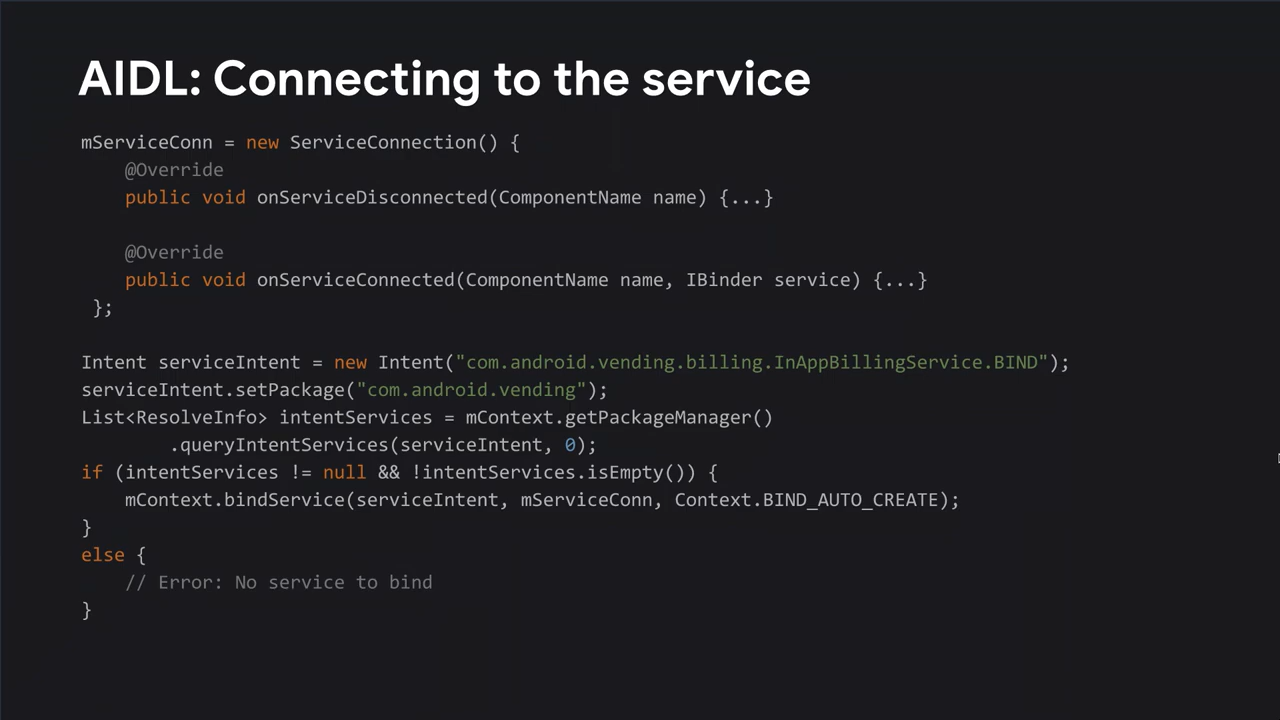 AIDL: Connecting to the service
mServiceConn = new ServiceConnection() {
@Override
public void onServiceDisconnected(ComponentName name) {...}
@Override
public void onServiceConnected(ComponentName name, IBinder service) {...}
};
Intent serviceIntent = new Intent("com.android.vending.billing.InAppBillingService.BIND");
serviceIntent.setPackage("com.android.vending");
List<ResolveInfo> intentServices = mContext.getPackageManager()
.queryIntentServices(serviceIntent, 0);
if (intentServices != null && !intentServices.isEmpty()) {
mContext.bindService(serviceIntent, mServiceConn, Context.BIND_AUTO_CREATE);
}
else {
// Error: No service to bind
}